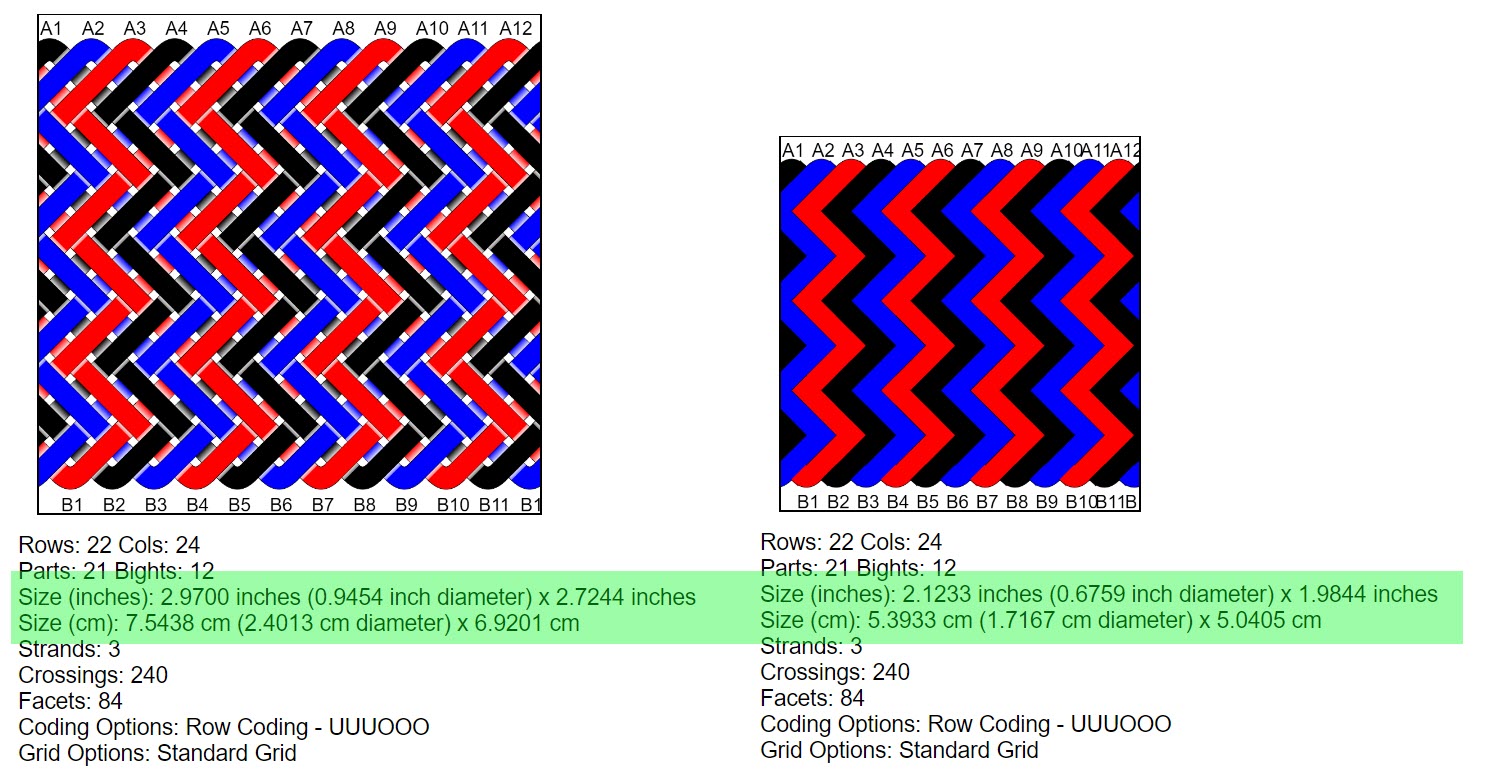 A1 A2 A3 A4 A5 A6 A7 A8 A9 A10 A11 A12
B1 B2 B3 B4 B5 B6 B7 B8 B9 B10 B11 B1
Rows: 22 Cols: 24
Parts: 21 Bights: 12
Size (inches): 2.9700 inches (0.9454 inch diameter) x 2.7244 inches
Size (cm): 7.5438 cm (2.4013 cm diameter) x 6.9201 cm
Strands: 3
Crossings: 240
Facets: 84
Coding Options: Row Coding - UUUOOO
Grid Options: Standard Grid
A1 A2 A3 A4 A5 A6 A7 A8 A9 A10 A11 A12
B1 B2 B3 B4 B5 B6 B7 B8 B9 B10 B11 B
Rows: 22 Cols: 24
Parts: 21 Bights: 12
Size (inches): 2.1233 inches (0.6759 inch diameter) x 1.9844 inches
Size (cm): 5.3933 cm (1.7167 cm diameter) x 5.0405 cm
Strands: 3
Crossings: 240
Facets: 84
Coding Options: Row Coding - UUUOOO
Grid Options: Standard Grid